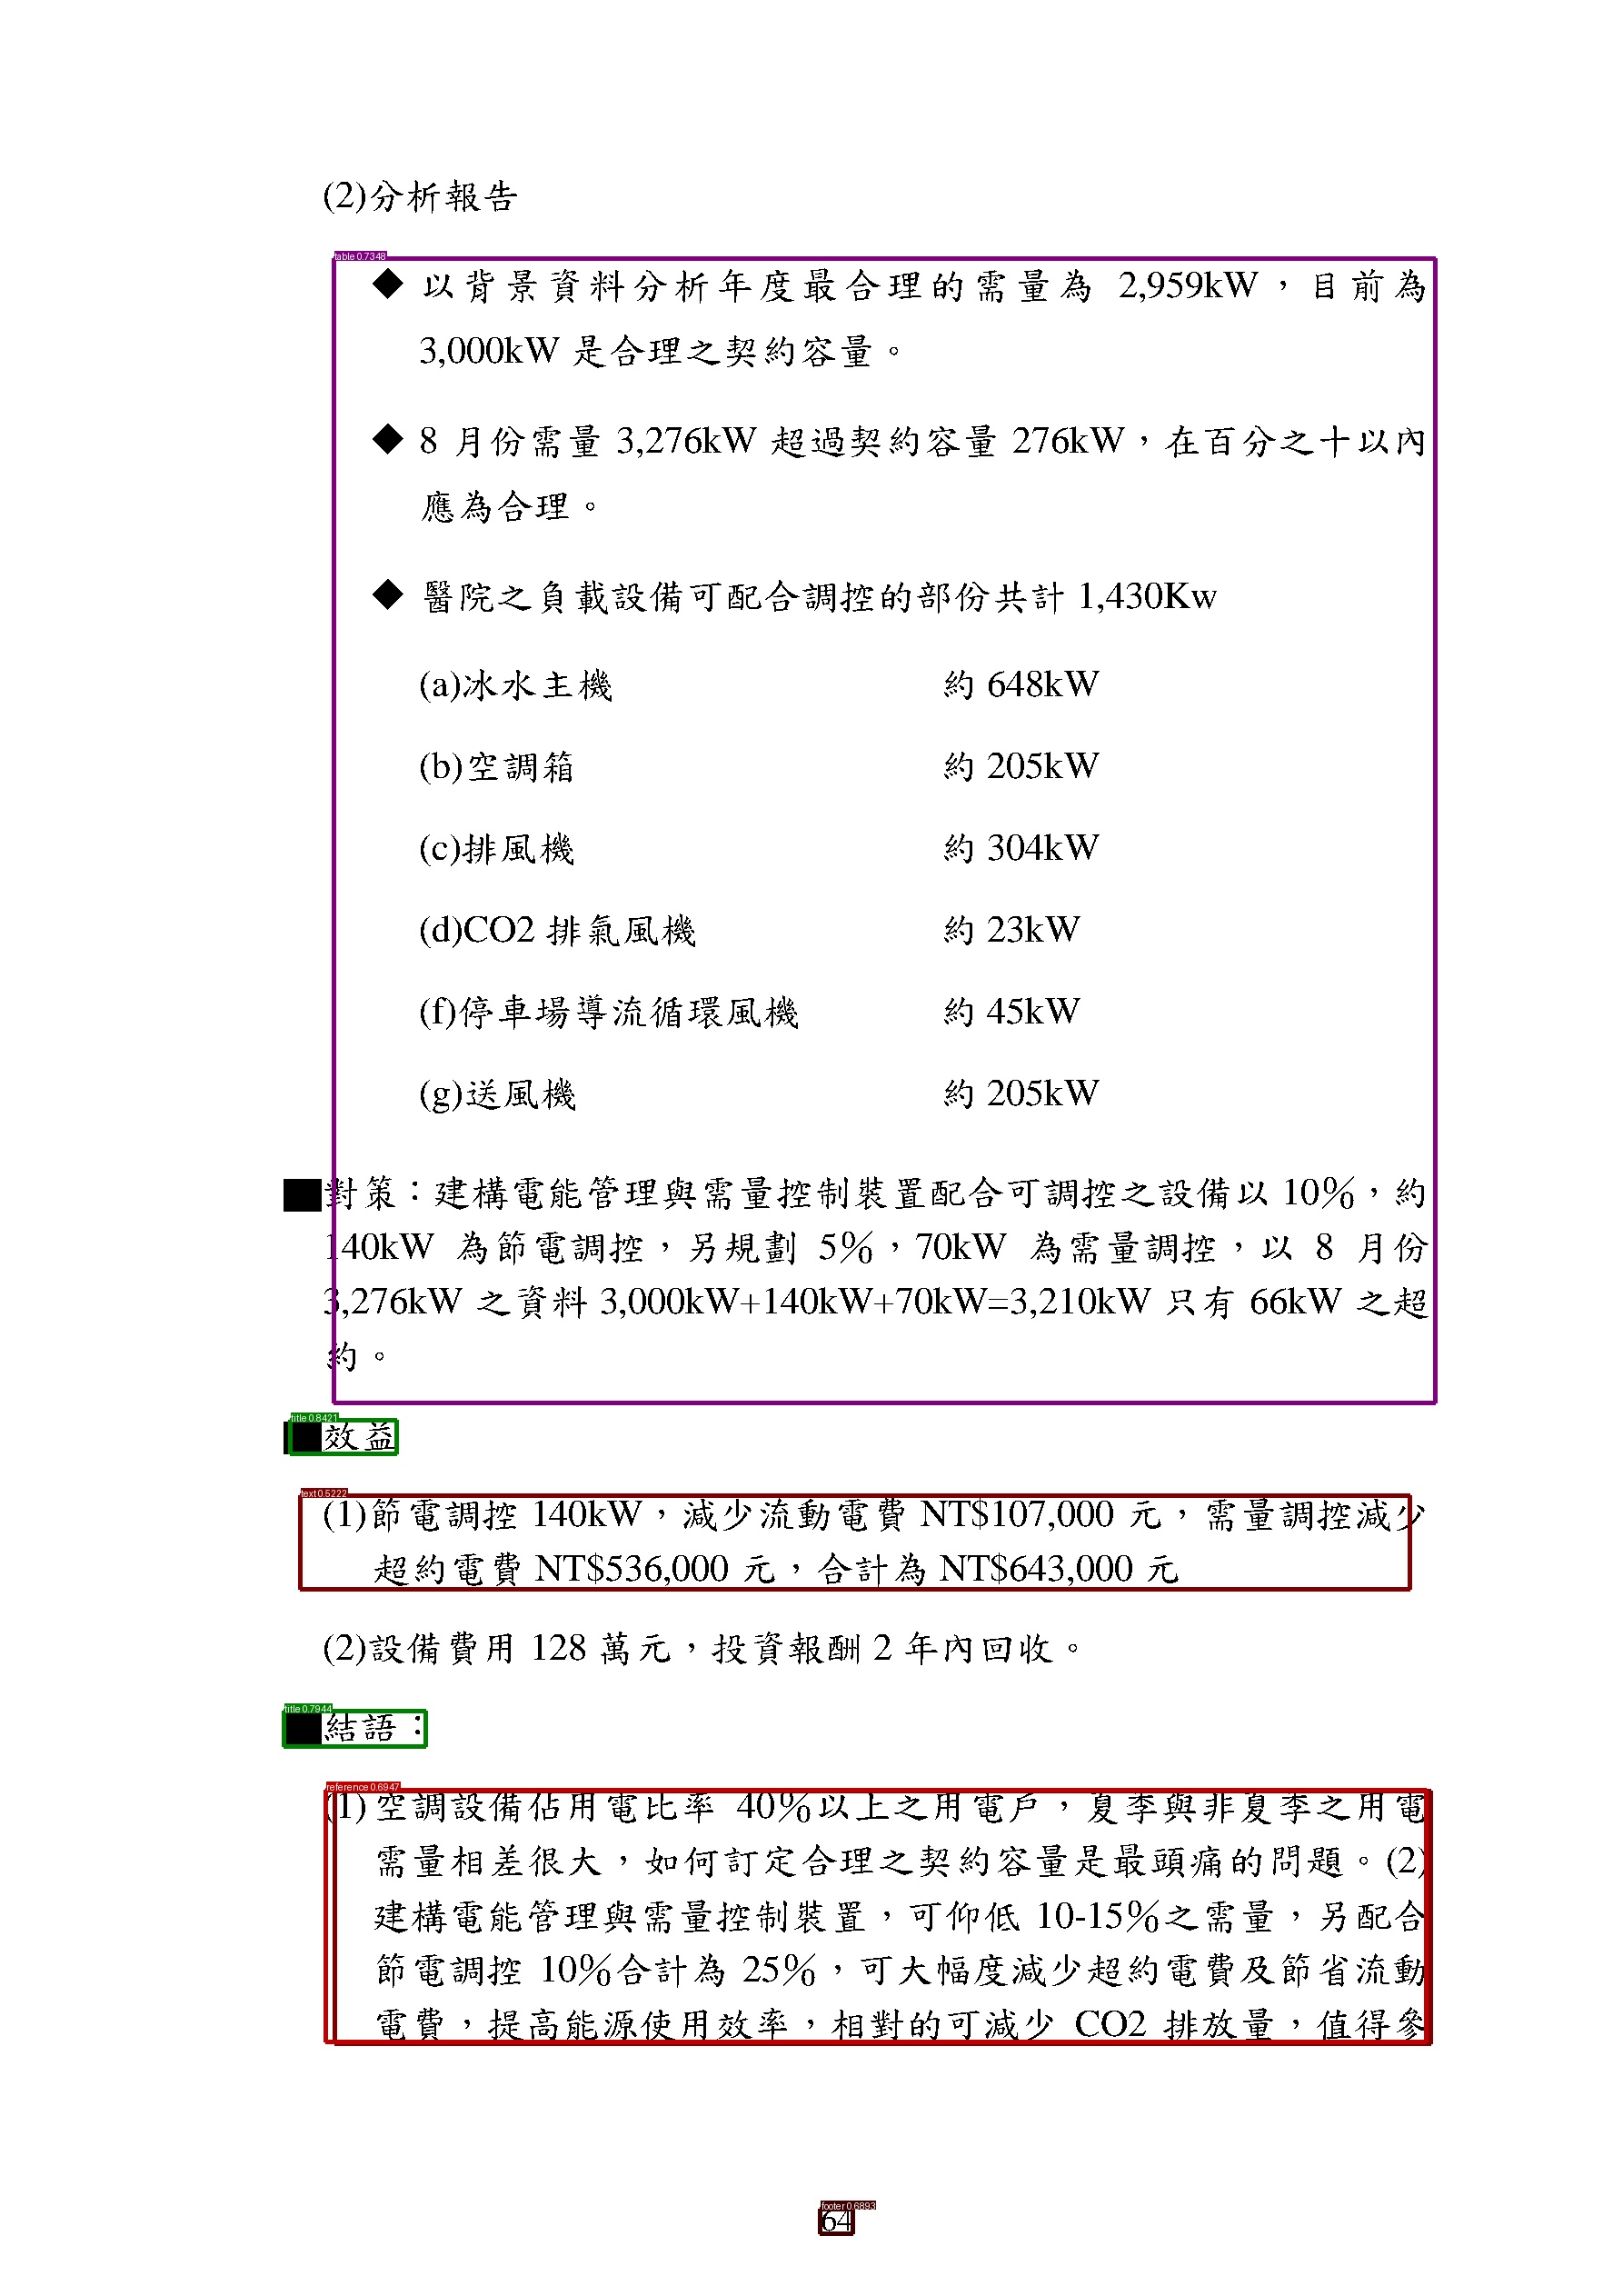 (2)分析報告
table 0.7348
◆ 以背景資料分析年度最合理的需量為 2,959kW，目前為
3,000kW 是合理之契約容量。
◆ 8 月份需量 3,276kW 超過契約容量 276kW，在百分之十以內
應為合理。
◆ 醫院之負載設備可配合調控的部份共計 1,430Kw
(a)冰水主機 約 648kW
(b)空調箱 約 205kW
(c)排風機 約 304kW
(d)CO2 排氣風機 約 23kW
(f)停車場導流循環風機 約 45kW
(g)送風機 約 205kW
■對策：建構電能管理與需量控制裝置配合可調控之設備以 10%，約
140kW 為節電調控，另規劃 5%，70kW 為需量調控，以 8 月份
3,276kW 之資料 3,000kW+140kW+70kW=3,210kW 只有 66kW 之超
約。
title 0.8421
■效益
text 0.5222
(1)節電調控 140kW，減少流動電費 NT$107,000 元，需量調控減少
超約電費 NT$536,000 元，合計為 NT$643,000 元
(2)設備費用 128 萬元，投資報酬 2 年內回收。
title 0.7944
■結語：
reference 0.6947
(1) 空調設備佔用電比率 40%以上之用電戶，夏季與非夏季之用電
需量相差很大，如何訂定合理之契約容量是最頭痛的問題。(2)
建構電能管理與需量控制裝置，可仰低 10-15%之需量，另配合
節電調控 10%合計為 25%，可大幅度減少超約電費及節省流動
電費，提高能源使用效率，相對的可減少 CO2 排放量，值得參
footer 0.6893
64